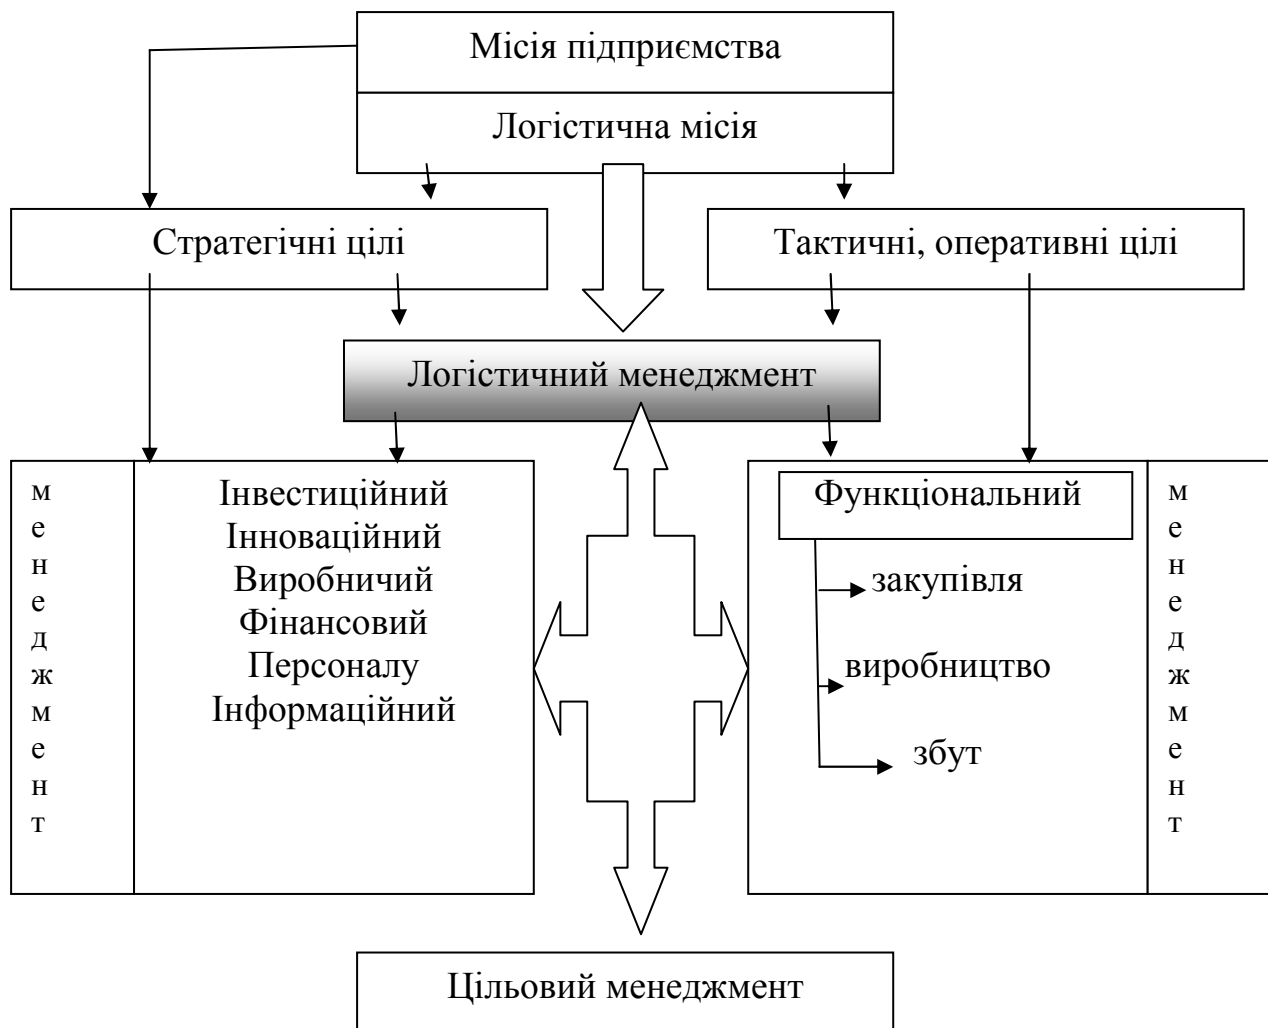 Місія підприємства
Логістична місія
Стратегічні цілі
Тактичні, оперативні цілі
Логістичний менеджмент
м
е
н
е
д
ж
м
е
н
т
Інвестиційний
Інноваційний
Виробничий
Фінансовий
Персоналу
Інформаційний
Функціональний
закупівля
виробництво
збут
м
е
н
е
д
ж
м
е
н
т
Цільовий менеджмент